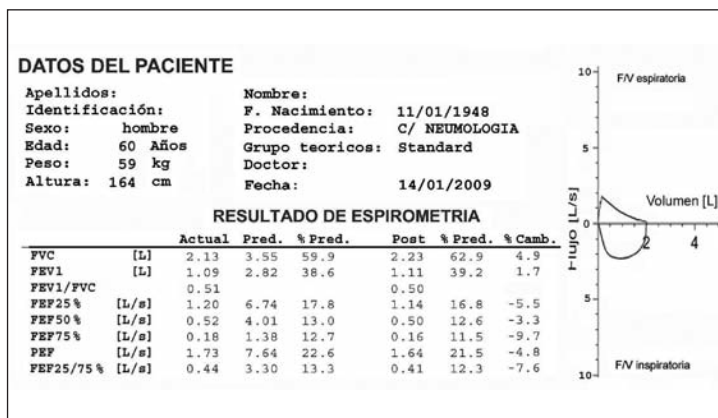 DATOS DEL PACIENTE
Apellidos: Nombre:
Identificación: F. Nacimiento: 11/01/1948
Sexo: hombre Procedencia: C/ NEUMOLOGIA
Edad: 60 Años Grupo teoricos: Standard
Peso: 59 kg Doctor:
Altura: 164 cm Fecha: 14/01/2009
RESULTADO DE ESPIROMETRIA
Actual Pred. %Pred. Post %Pred. %Camb.
FVC [L] 2.13 3.55 59.9 2.23 62.9 4.9
FEV1 [L] 1.09 2.82 38.6 1.11 39.2 1.7
FEV1/FVC 0.51 0.50
FEF25% [L/s] 1.20 6.74 17.8 1.14 16.8 -5.5
FEF50% [L/s] 0.52 4.01 13.0 0.50 12.6 -3.3
FEF75% [L/s] 0.18 1.38 12.7 0.16 11.5 -9.7
PEF [L/s] 1.73 7.64 22.6 1.64 21.5 -4.8
FEF25/75% [L/s] 0.44 3.30 13.3 0.41 12.3 -7.6
10
F/V espiratoria
5
Flujo [L/s]
Volumen [L]
0
2 4
5
10
F/V inspiratoria